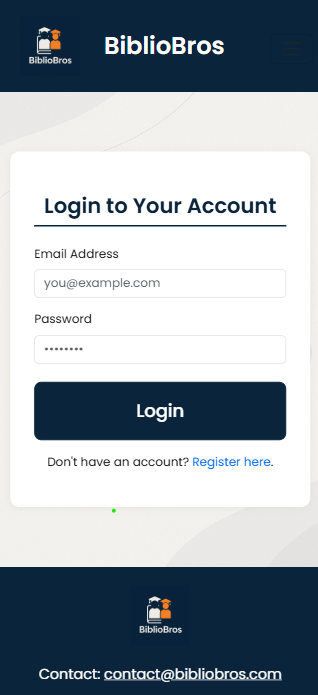 BiblioBros
BiblioBros
Login to Your Account
Email Address
you@example.com
Password
••••••••
Login
Don't have an account? Register here.
BiblioBros
Contact: contact@bibliobros.com